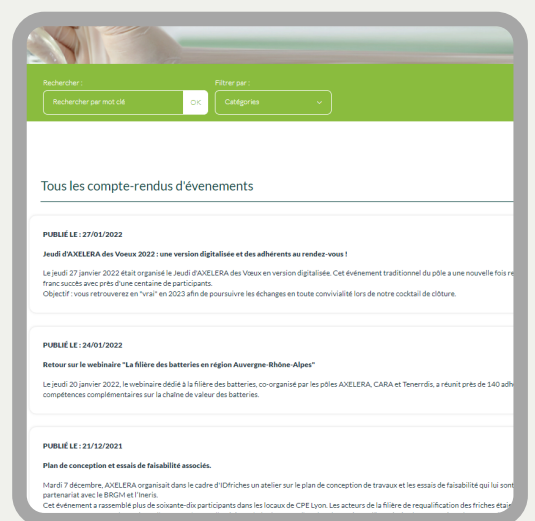 Rechercher :
Filtrer par :
Rechercher par mot clé
OK
Catégories
Tous les compte-rendus d'évenements
PUBLIÉ LE : 27/01/2022
Jeudi d'AXELERA des Voeux 2022 : une version digitalisée et des adhérents au rendez-vous !
Le jeudi 27 janvier 2022 était organisé le Jeudi d'AXELERA des Vœux en version digitalisée. Cet événement traditionnel du pôle a une nouvelle fois re
franc succès avec près d'une centaine de participants.
Objectif : vous retrouverez en "vrai" en 2023 afin de poursuivre les échanges en toute convivialité lors de notre cocktail de clôture.
PUBLIÉ LE : 24/01/2022
Retour sur le webinaire "La filière des batteries en région Auvergne-Rhône-Alpes"
Le jeudi 20 janvier 2022, le webinaire dédié à la filière des batteries, co-organisé par les pôles AXELERA, CARA et Tenerrdis, a réunit près de 140 adh
compétences complémentaires sur la chaîne de valeur des batteries.
PUBLIÉ LE : 21/12/2021
Plan de conception et essais de faisabilité associés.
Mardi 7 décembre, AXELERA organisait dans le cadre d'IDfriches un atelier sur le plan de conception de travaux et les essais de faisabilité qui lui sont
partenariat avec le BRGM et l'Ineris.
Cet événement a rassemblé plus de soixante-dix participants dans les locaux de CPE Lyon. Les acteurs de la filière de requalification des friches étai